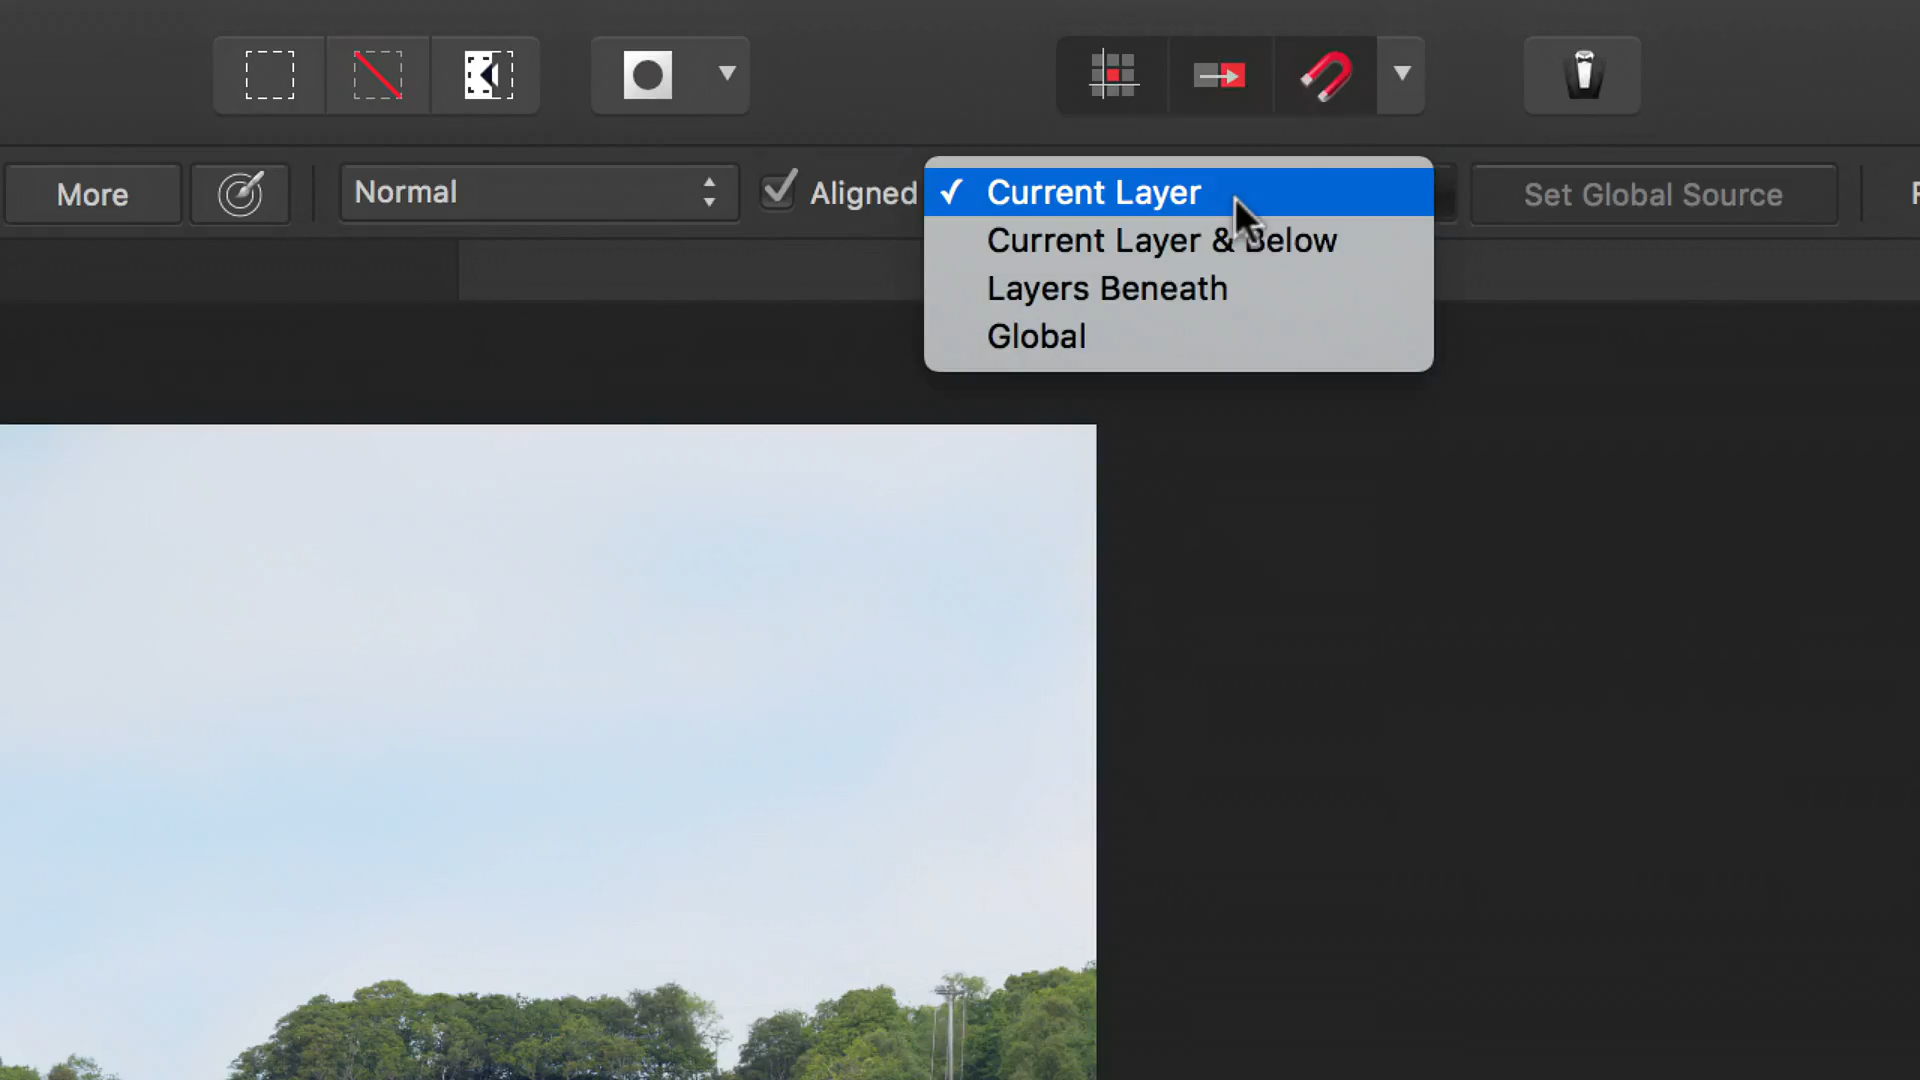 More
Normal
Aligned
✓ Current Layer
Current Layer & Below
Layers Beneath
Global
Set Global Source